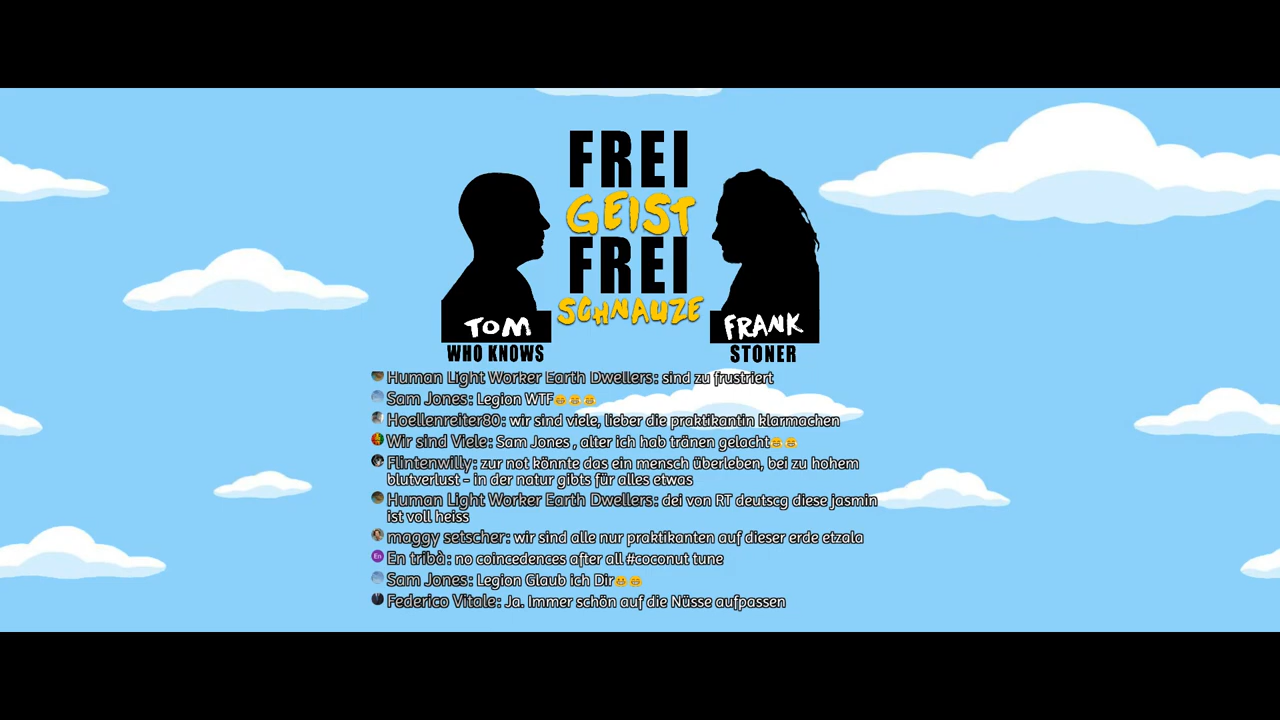 FREI
GEIST
FREI
SCHNAUZE
TOM
WHO KNOWS
FRANK
STONER
Human Light Worker Earth Dwellers: sind zu frustriert
Sam Jones: Legion WTF😂😂😂
Hoellenreiter80: wir sind viele, lieber die praktikantin klarmachen
Wir sind Viele: Sam Jones , alter ich hab tränen gelacht😂😂
Flintenwilly: zur not könnte das ein mensch überleben, bei zu hohem
blutverlust - in der natur gibts für alles etwas
Human Light Worker Earth Dwellers: dei von RT deutscg diese jasmin
ist voll heiss
maggy setscher: wir sind alle nur praktikanten auf dieser erde etzala
En
En tribà: no coincedences after all #coconut tune
Sam Jones: Legion Glaub ich Dir😂😂
Federico Vitale: Ja. Immer schön auf die Nüsse aufpassen